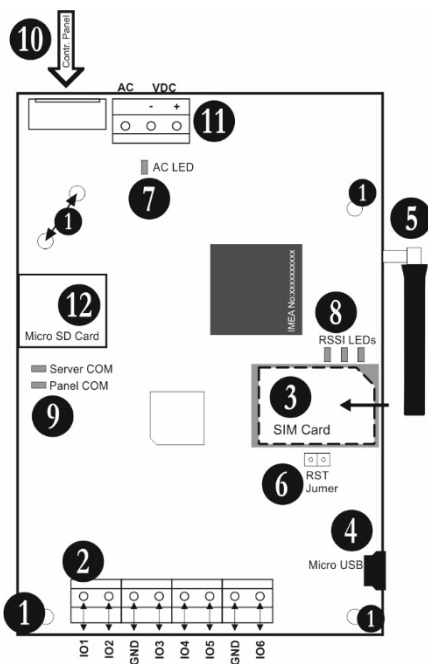 10
Contr. Panel
AC VDC
- +
11
AC LED
7
1
1
5
12
Micro SD Card
IMEA No:xxxxxxxxxx
8
RSSI LEDs
Server COM
Panel COM
9
3
SIM Card
6
RST
Jumer
4
Micro USB
2
1
1
IO1
IO2
GND
IO3
IO4
IO5
GND
IO6